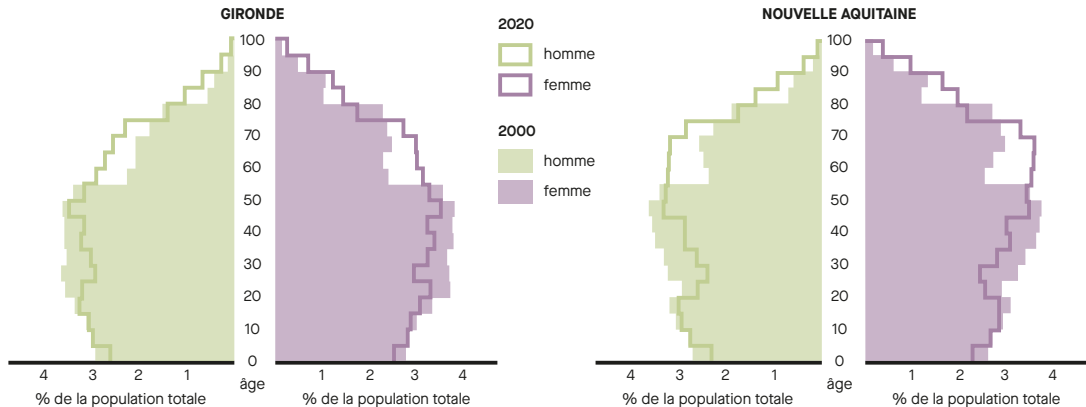 GIRONDE
100
90
80
70
60
50
40
30
20
10
0
4 3 2 1
âge
1 2 3 4
% de la population totale
% de la population totale
2020
homme
femme
2000
homme
femme
NOUVELLE AQUITAINE
100
90
80
70
60
50
40
30
20
10
0
4 3 2 1
âge
1 2 3 4
% de la population totale
% de la population totale